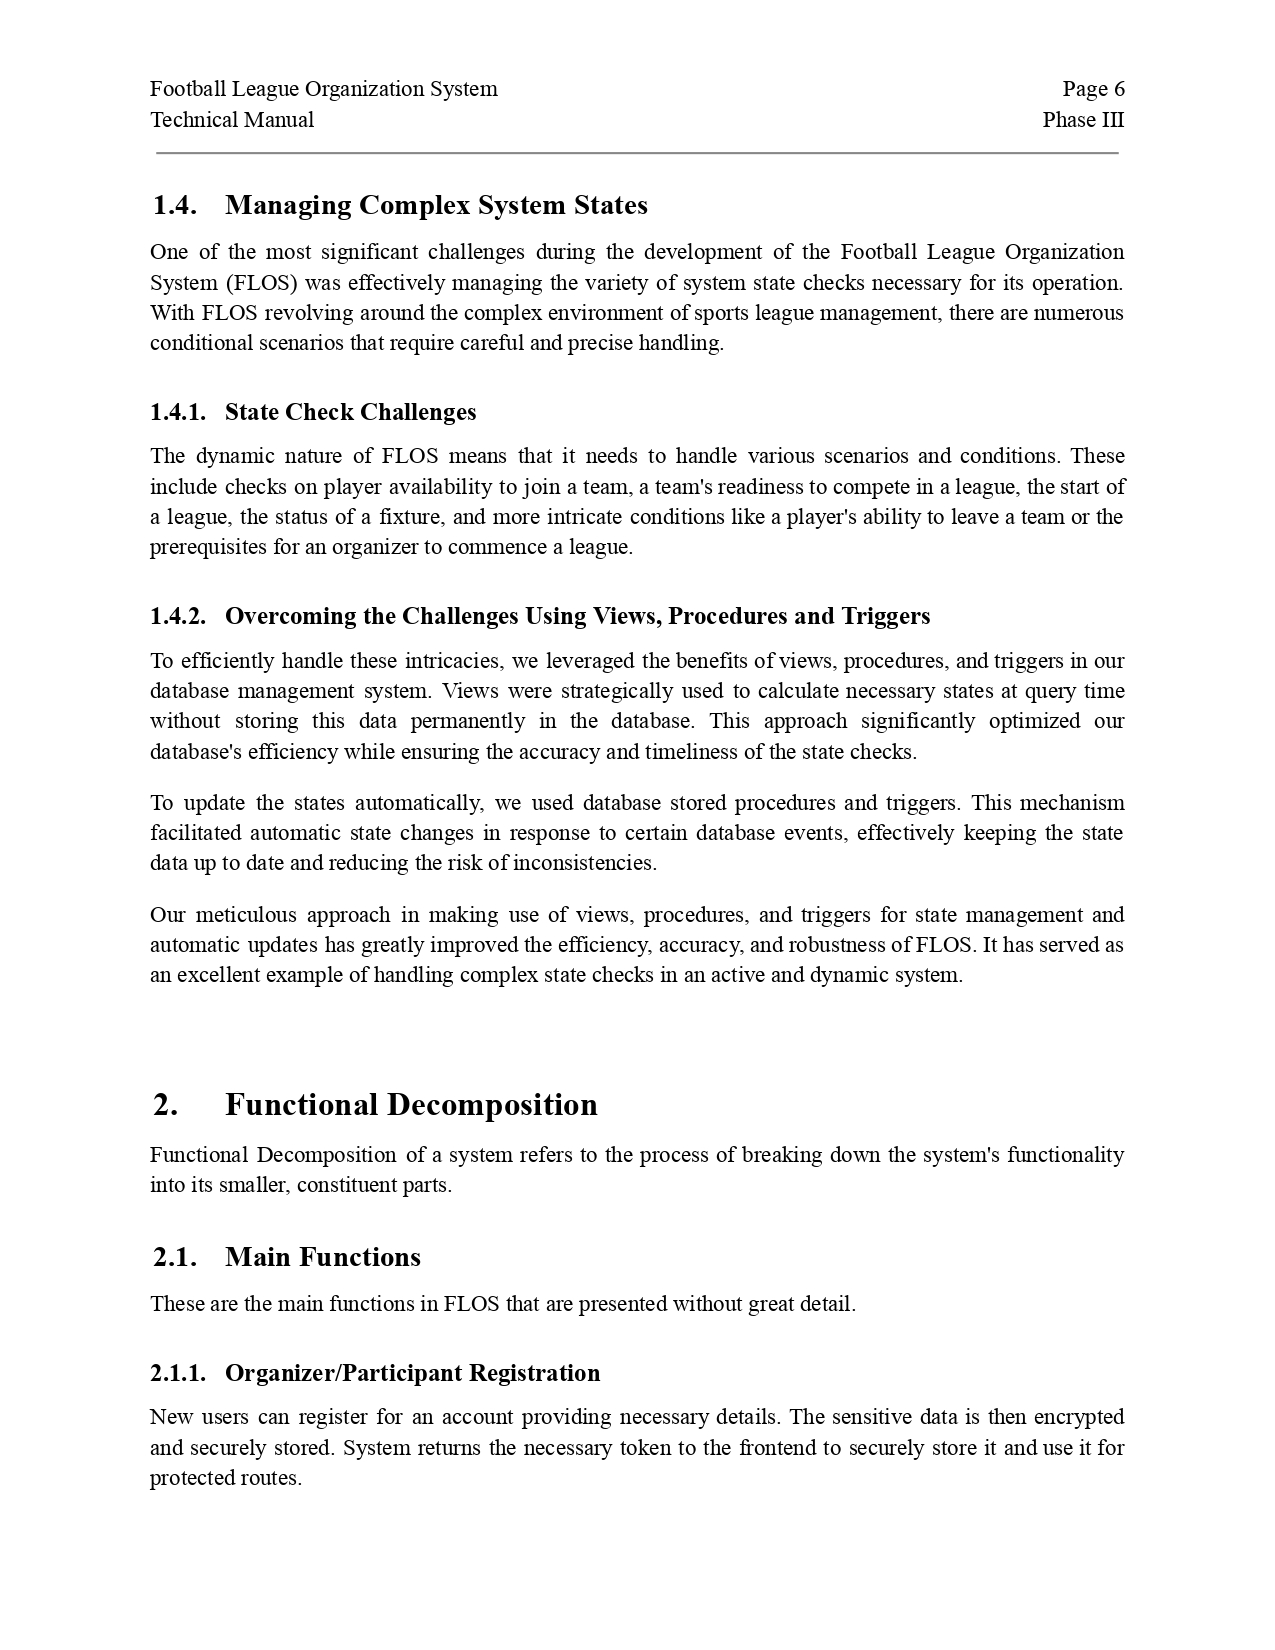 Football League Organization System Page 6
Technical Manual Phase III
1.4. Managing Complex System States
One of the most significant challenges during the development of the Football League Organization
System (FLOS) was effectively managing the variety of system state checks necessary for its operation.
With FLOS revolving around the complex environment of sports league management, there are numerous
conditional scenarios that require careful and precise handling.
1.4.1. State Check Challenges
The dynamic nature of FLOS means that it needs to handle various scenarios and conditions. These
include checks on player availability to join a team, a team's readiness to compete in a league, the start of
a league, the status of a fixture, and more intricate conditions like a player's ability to leave a team or the
prerequisites for an organizer to commence a league.
1.4.2. Overcoming the Challenges Using Views, Procedures and Triggers
To efficiently handle these intricacies, we leveraged the benefits of views, procedures, and triggers in our
database management system. Views were strategically used to calculate necessary states at query time
without storing this data permanently in the database. This approach significantly optimized our
database's efficiency while ensuring the accuracy and timeliness of the state checks.
To update the states automatically, we used database stored procedures and triggers. This mechanism
facilitated automatic state changes in response to certain database events, effectively keeping the state
data up to date and reducing the risk of inconsistencies.
Our meticulous approach in making use of views, procedures, and triggers for state management and
automatic updates has greatly improved the efficiency, accuracy, and robustness of FLOS. It has served as
an excellent example of handling complex state checks in an active and dynamic system.
2. Functional Decomposition
Functional Decomposition of a system refers to the process of breaking down the system's functionality
into its smaller, constituent parts.
2.1. Main Functions
These are the main functions in FLOS that are presented without great detail.
2.1.1. Organizer/Participant Registration
New users can register for an account providing necessary details. The sensitive data is then encrypted
and securely stored. System returns the necessary token to the frontend to securely store it and use it for
protected routes.